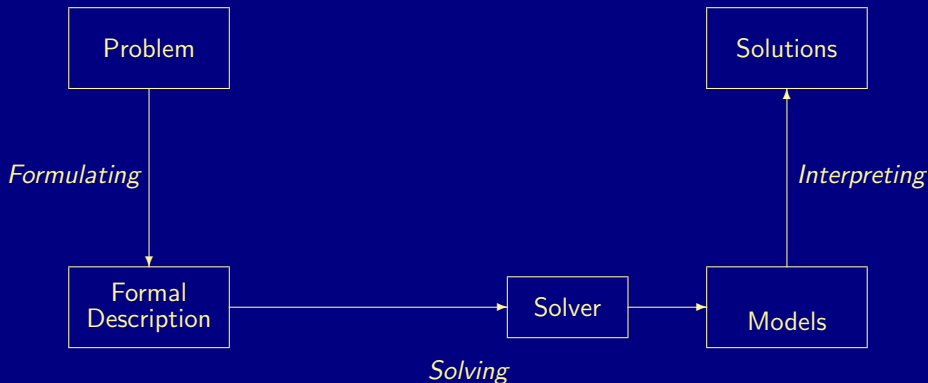 Problem
Solutions
Formulating
Interpreting
Formal
Description
Solver
Models
Solving